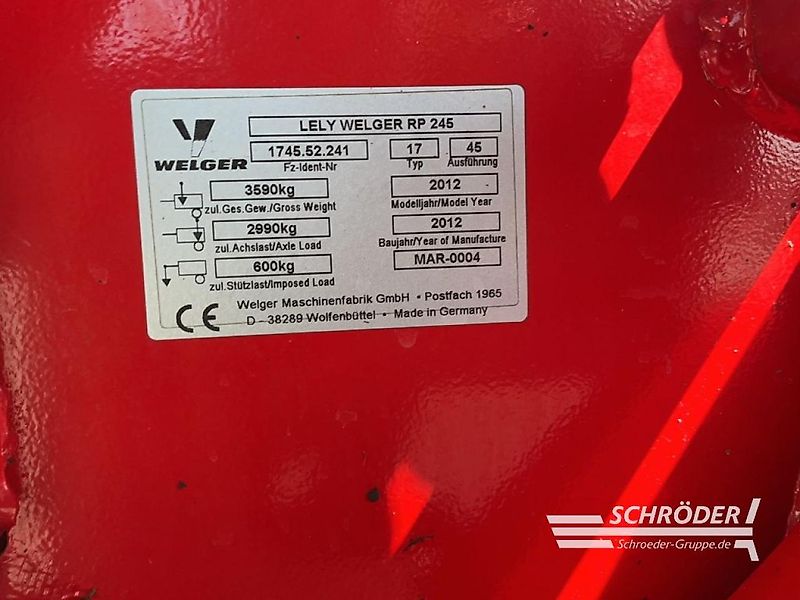 LELY WELGER RP 245
WELGER
1745.52.241 17 45
Fz-Ident-Nr Typ Ausführung
3590kg 2012
zul.Ges.Gew./Gross Weight Modelljahr/Model Year
2990kg 2012
zul.Achslast/Axle Load Baujahr/Year of Manufacture
600kg MAR-0004
zul.Stützlast/Imposed Load
CE Welger Maschinenfabrik GmbH • Postfach 1965
D - 38289 Wolfenbüttel • Made in Germany
SCHRÖDER
Schroeder-Gruppe.de